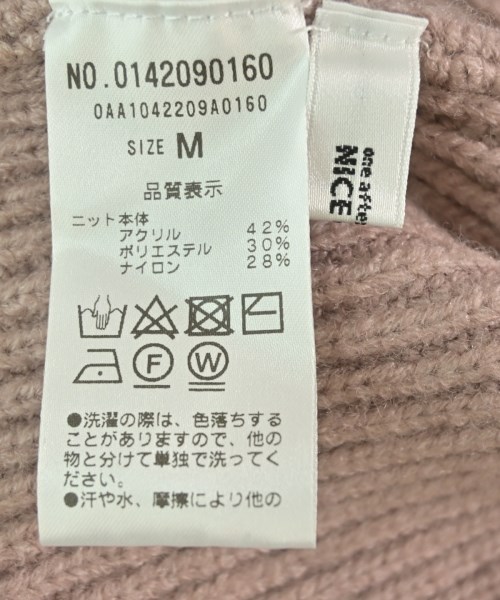 NO.0142090160
0AA1042209A0160
SIZE M
品質表示
ニット本体
アクリル 42%
ポリエステル 30%
ナイロン 28%
F W
●洗濯の際は、色落ちする
ことがありますので、他の
物と分けて単独で洗ってく
ださい。
●汗や水、摩擦により他の
one after
NICE